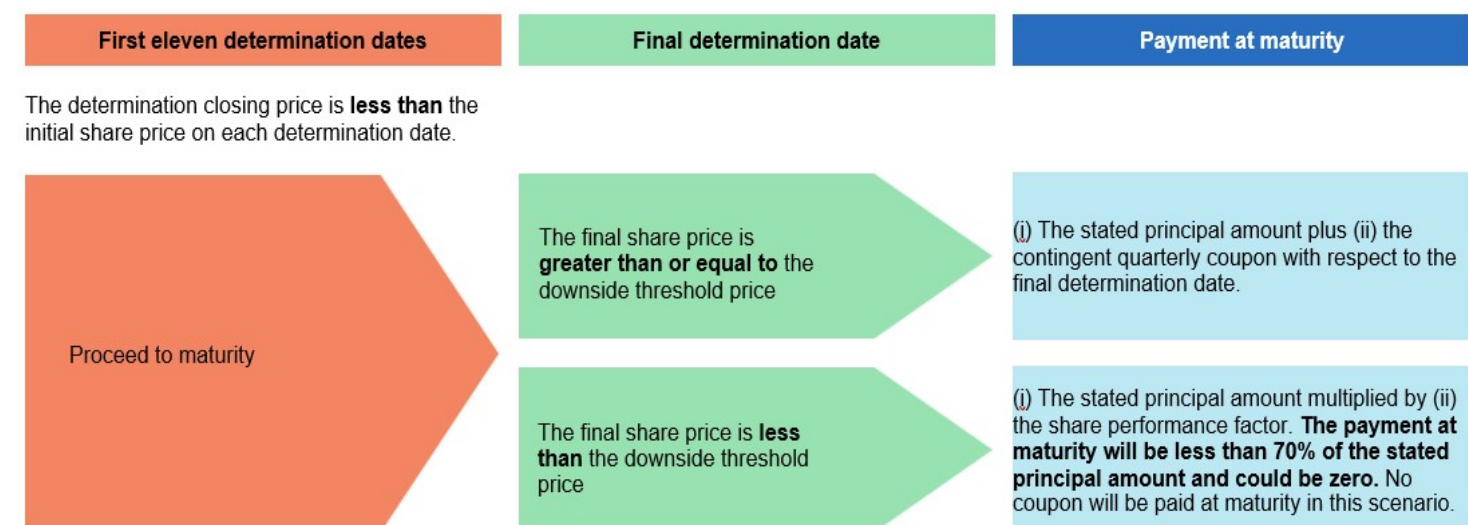 First eleven determination dates
Final determination date
Payment at maturity
The determination closing price is less than the
initial share price on each determination date.
Proceed to maturity
The final share price is
greater than or equal to the
downside threshold price
(i) The stated principal amount plus (ii) the
contingent quarterly coupon with respect to the
final determination date.
The final share price is less
than the downside threshold
price
(i) The stated principal amount multiplied by (ii)
the share performance factor. The payment at
maturity will be less than 70% of the stated
principal amount and could be zero. No
coupon will be paid at maturity in this scenario.